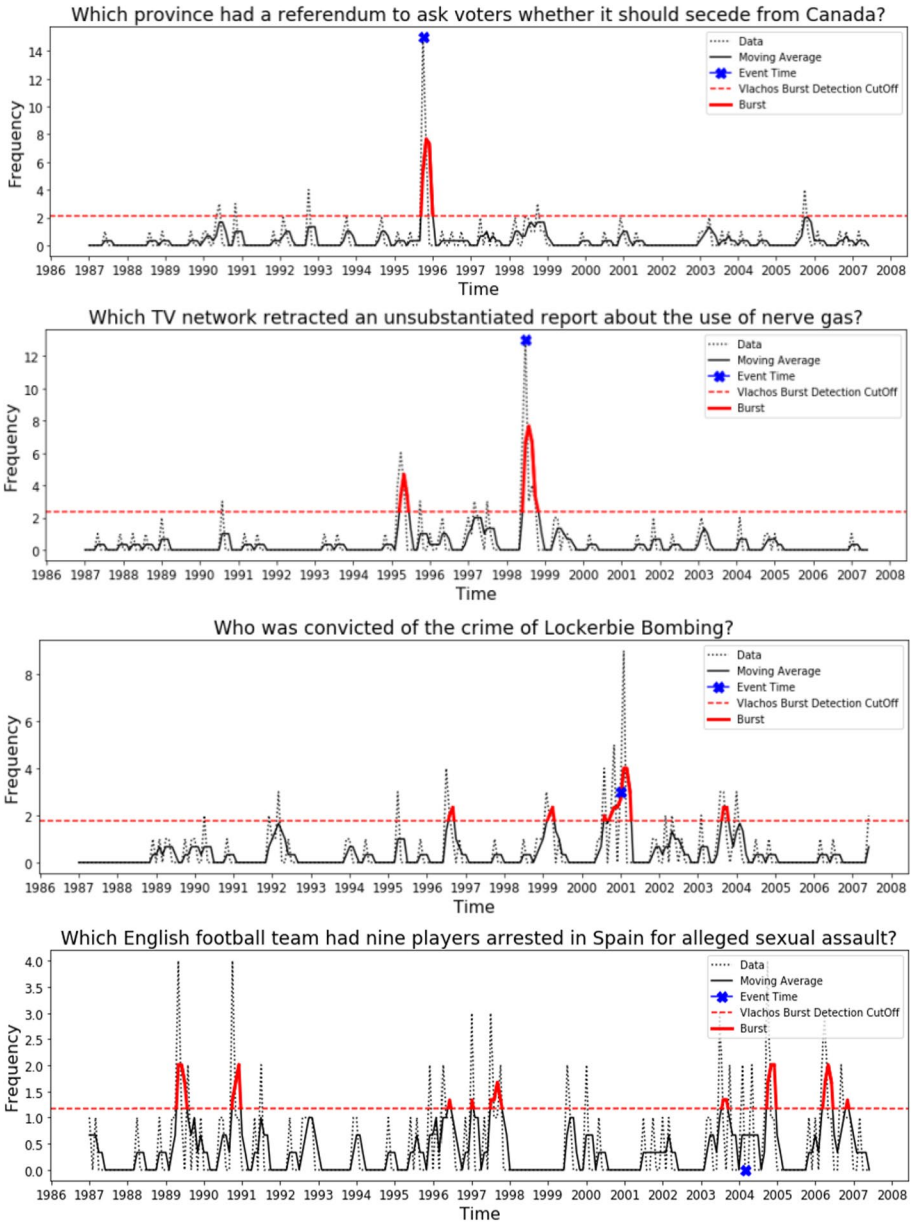 Which province had a referendum to ask voters whether it should secede from Canada?
Data
Moving Average
Event Time
Vlachos Burst Detection CutOff
Burst
Frequency
14
12
10
8
6
4
2
0
1986 1987 1988 1989 1990 1991 1992 1993 1994 1995 1996 1997 1998 1999 2000 2001 2002 2003 2004 2005 2006 2007 2008
Time
Which TV network retracted an unsubstantiated report about the use of nerve gas?
Data
Moving Average
Event Time
Vlachos Burst Detection CutOff
Burst
Frequency
12
10
8
6
4
2
0
1986 1987 1988 1989 1990 1991 1992 1993 1994 1995 1996 1997 1998 1999 2000 2001 2002 2003 2004 2005 2006 2007 2008
Time
Who was convicted of the crime of Lockerbie Bombing?
Data
Moving Average
Event Time
Vlachos Burst Detection CutOff
Burst
Frequency
8
6
4
2
0
1986 1987 1988 1989 1990 1991 1992 1993 1994 1995 1996 1997 1998 1999 2000 2001 2002 2003 2004 2005 2006 2007 2008
Time
Which English football team had nine players arrested in Spain for alleged sexual assault?
Data
Moving Average
Event Time
Vlachos Burst Detection CutOff
Burst
Frequency
4.0
3.5
3.0
2.5
2.0
1.5
1.0
0.5
0.0
1986 1987 1988 1989 1990 1991 1992 1993 1994 1995 1996 1997 1998 1999 2000 2001 2002 2003 2004 2005 2006 2007 2008
Time